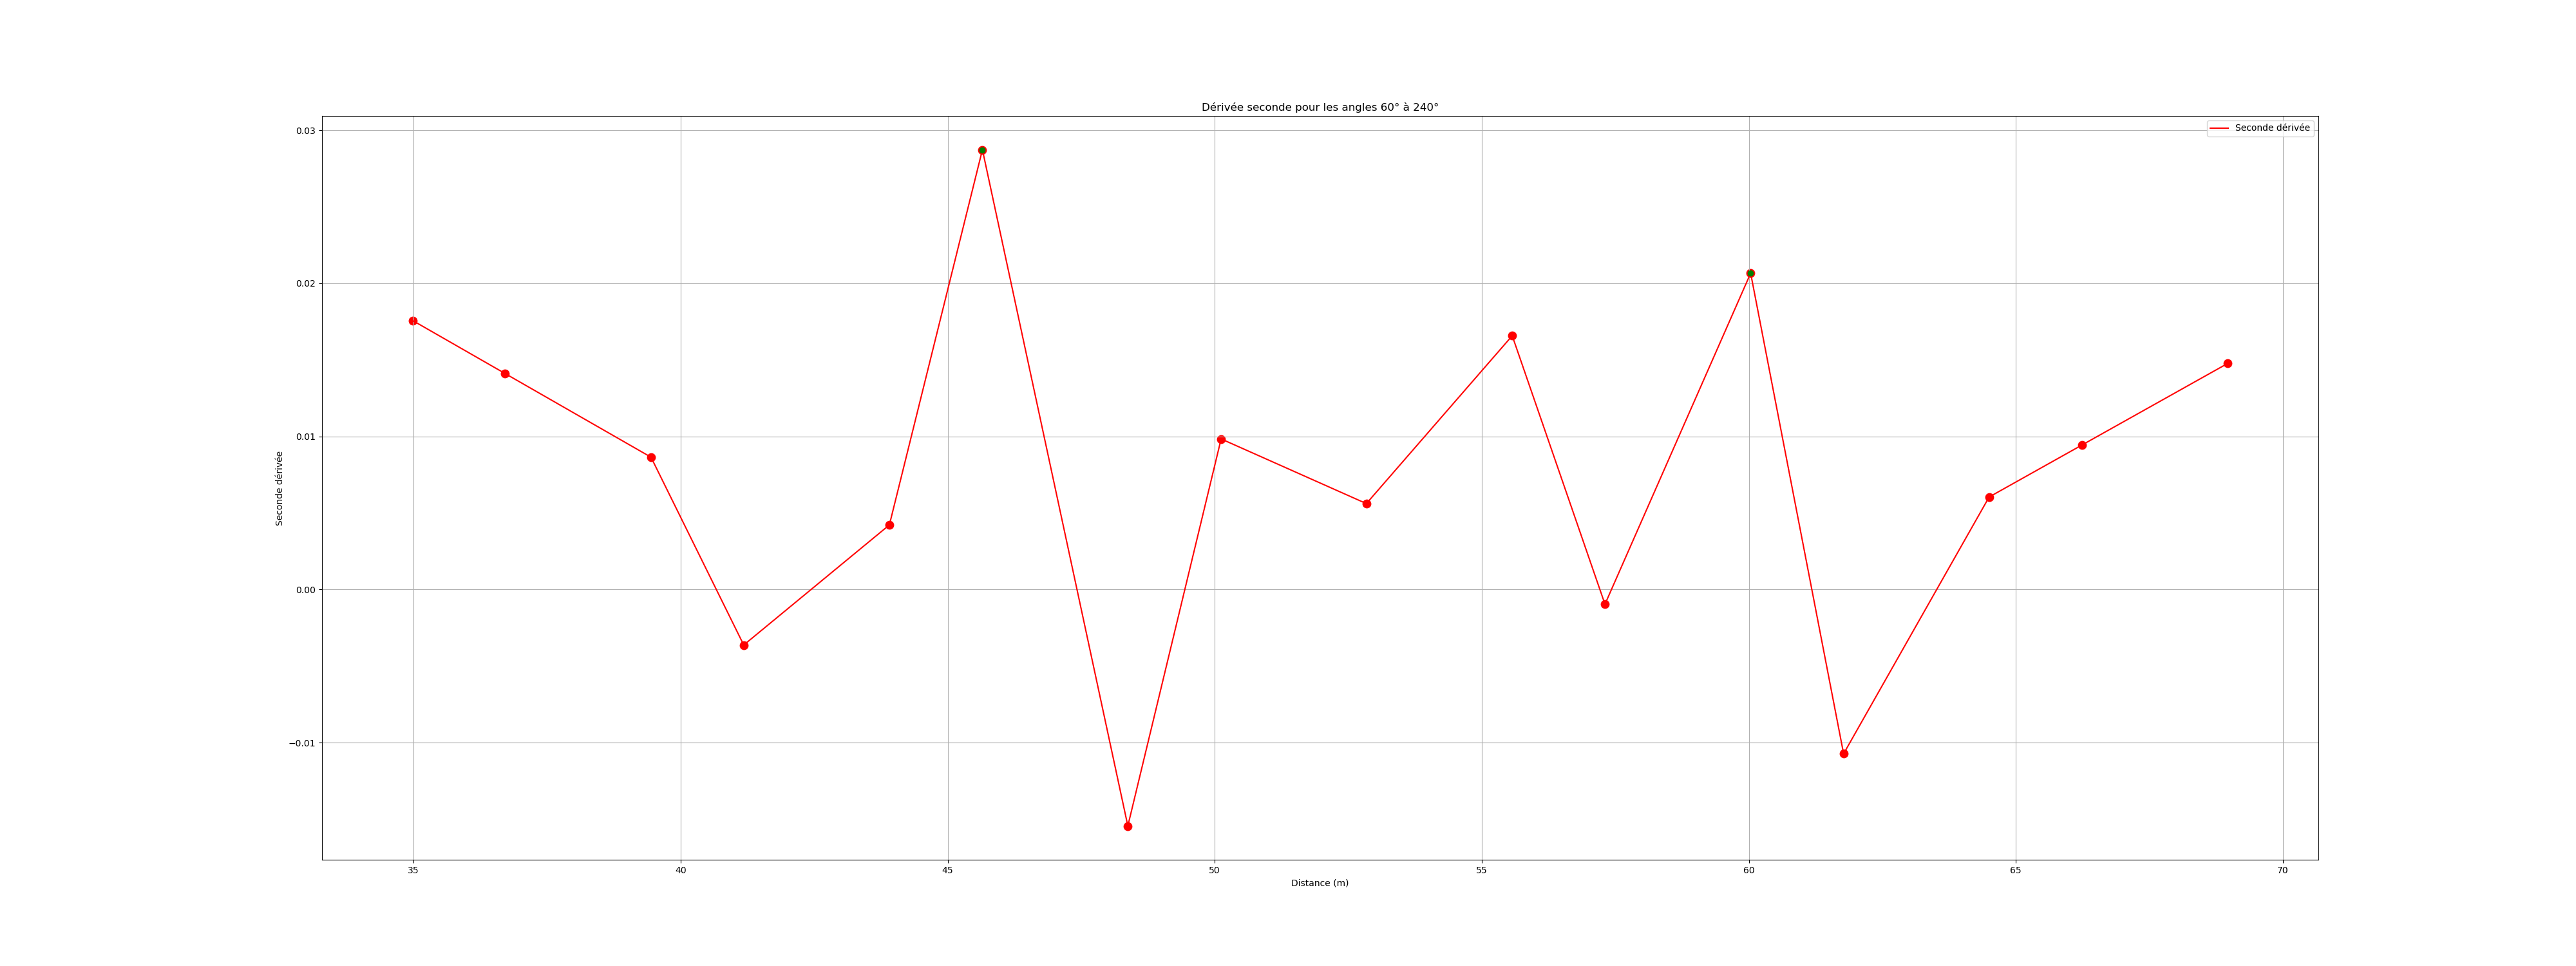 Dérivée seconde pour les angles 60° à 240°
Seconde dérivée
0.03
0.02
0.01
0.00
−0.01
Seconde dérivée
35 40 45 50 55 60 65 70
Distance (m)